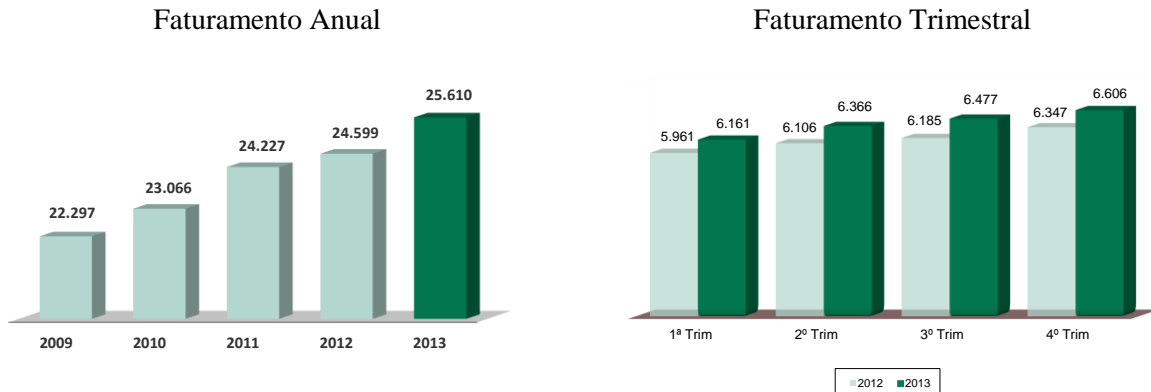 Faturamento Anual
22.297
23.066
24.227
24.599
25.610
2009 2010 2011 2012 2013
Faturamento Trimestral
5.961 6.161 6.106 6.366 6.185 6.477 6.347 6.606
1ª Trim 2º Trim 3º Trim 4º Trim
2012 2013